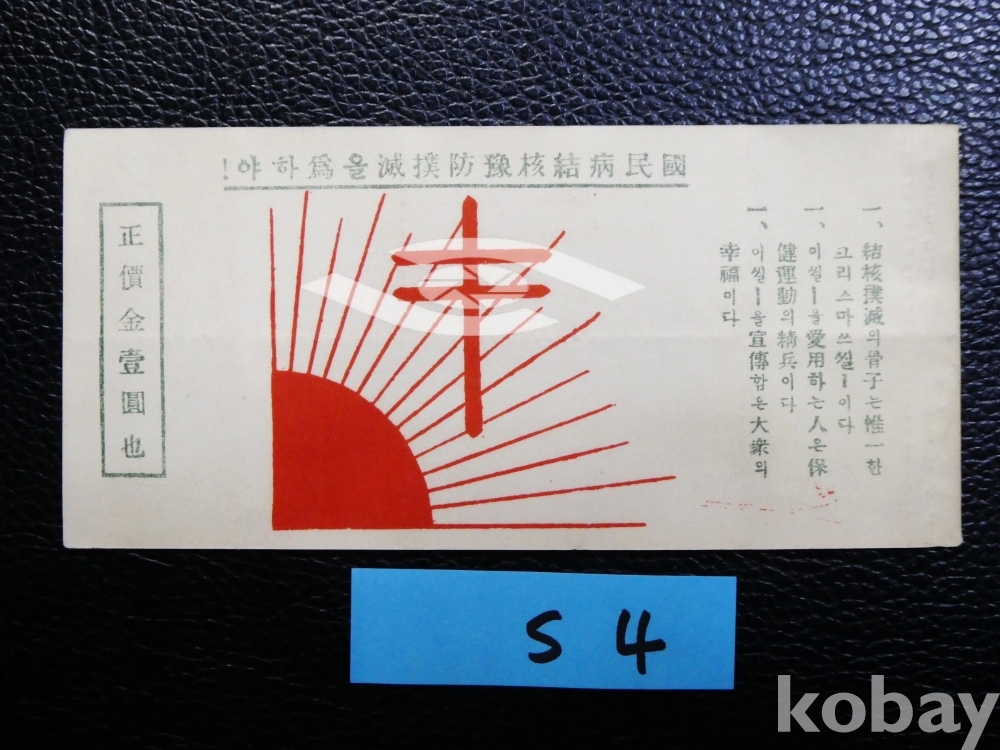 國民病結核豫防撲滅을爲하야!
一、結核撲滅의骨子는惟一한
크리스마쓰씰ー이다
一、이씰ー을愛用하는人은保
健運動의精兵이다
一、이씰ー을宣傳함은大衆의
幸福이다
正價金壹圓也
S 4
kobay